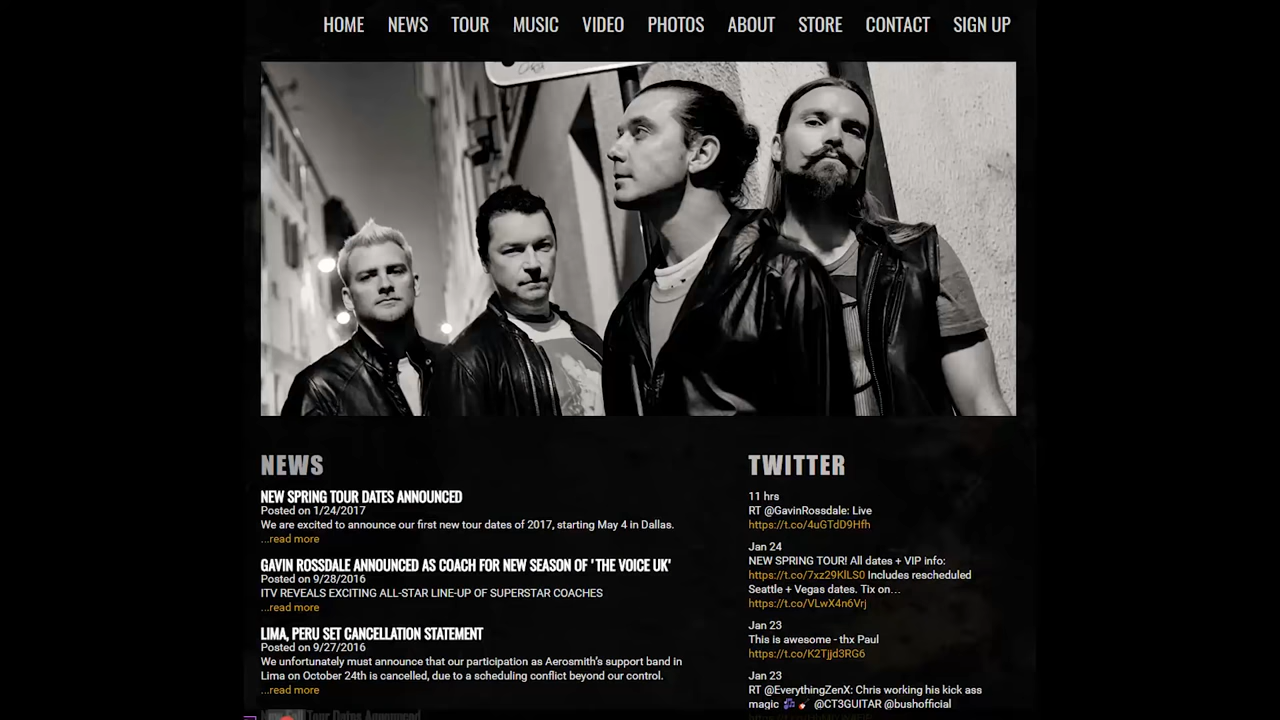 HOME NEWS TOUR MUSIC VIDEO PHOTOS ABOUT STORE CONTACT SIGN UP
NEWS
NEW SPRING TOUR DATES ANNOUNCED
Posted on 1/24/2017
We are excited to announce our first new tour dates of 2017, starting May 4 in Dallas.
...read more
GAVIN ROSSDALE ANNOUNCED AS COACH FOR NEW SEASON OF 'THE VOICE UK'
Posted on 9/28/2016
ITV REVEALS EXCITING ALL-STAR LINE-UP OF SUPERSTAR COACHES
...read more
LIMA, PERU SET CANCELLATION STATEMENT
Posted on 9/27/2016
We unfortunately must announce that our participation as Aerosmith's support band in
Lima on October 24th is cancelled, due to a scheduling conflict beyond our control.
...read more
New Fall Tour Dates Announced
TWITTER
11 hrs
RT @GavinRossdale: Live
https://t.co/4uGTdD9Hfh
Jan 24
NEW SPRING TOUR! All dates + VIP info:
https://t.co/7xz29KlLS0 Includes rescheduled
Seattle + Vegas dates. Tix on…
https://t.co/VLwX4n6Vrj
Jan 23
This is awesome - thx Paul
https://t.co/K2Tjjd3RG6
Jan 23
RT @EverythingZenX: Chris working his kick ass
magic 🎶 🎸 @CT3GUITAR @bushofficial